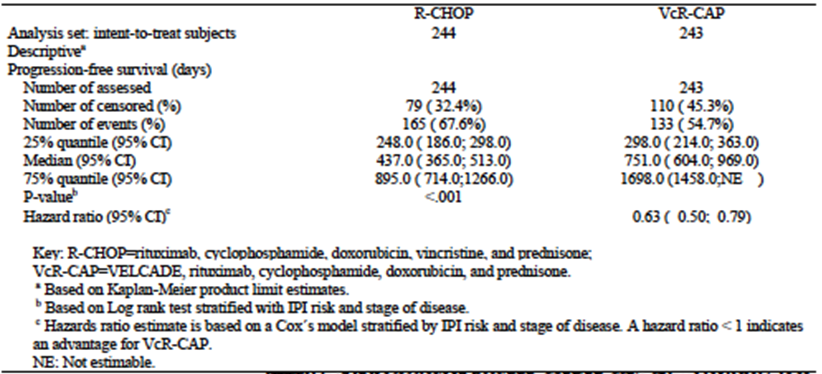 R-CHOP VcR-CAP
Analysis set: intent-to-treat subjects 244 243
Descriptiveᵃ
Progression-free survival (days)
Number of assessed 244 243
Number of censored (%) 79 ( 32.4%) 110 ( 45.3%)
Number of events (%) 165 ( 67.6%) 133 ( 54.7%)
25% quantile (95% CI) 248.0 ( 186.0; 298.0) 298.0 ( 214.0; 363.0)
Median (95% CI) 437.0 ( 365.0; 513.0) 751.0 ( 604.0; 969.0)
75% quantile (95% CI) 895.0 ( 714.0;1266.0) 1698.0 (1458.0;NE )
P-valueᵇ <.001
Hazard ratio (95% CI)ᶜ 0.63 ( 0.50; 0.79)
Key: R-CHOP=rituximab, cyclophosphamide, doxorubicin, vincristine, and prednisone;
VcR-CAP=VELCADE, rituximab, cyclophosphamide, doxorubicin, and prednisone.
ᵃ Based on Kaplan-Meier product limit estimates.
ᵇ Based on Log rank test stratified with IPI risk and stage of disease.
ᶜ Hazards ratio estimate is based on a Cox´s model stratified by IPI risk and stage of disease. A hazard ratio < 1 indicates
an advantage for VcR-CAP.
NE: Not estimable.